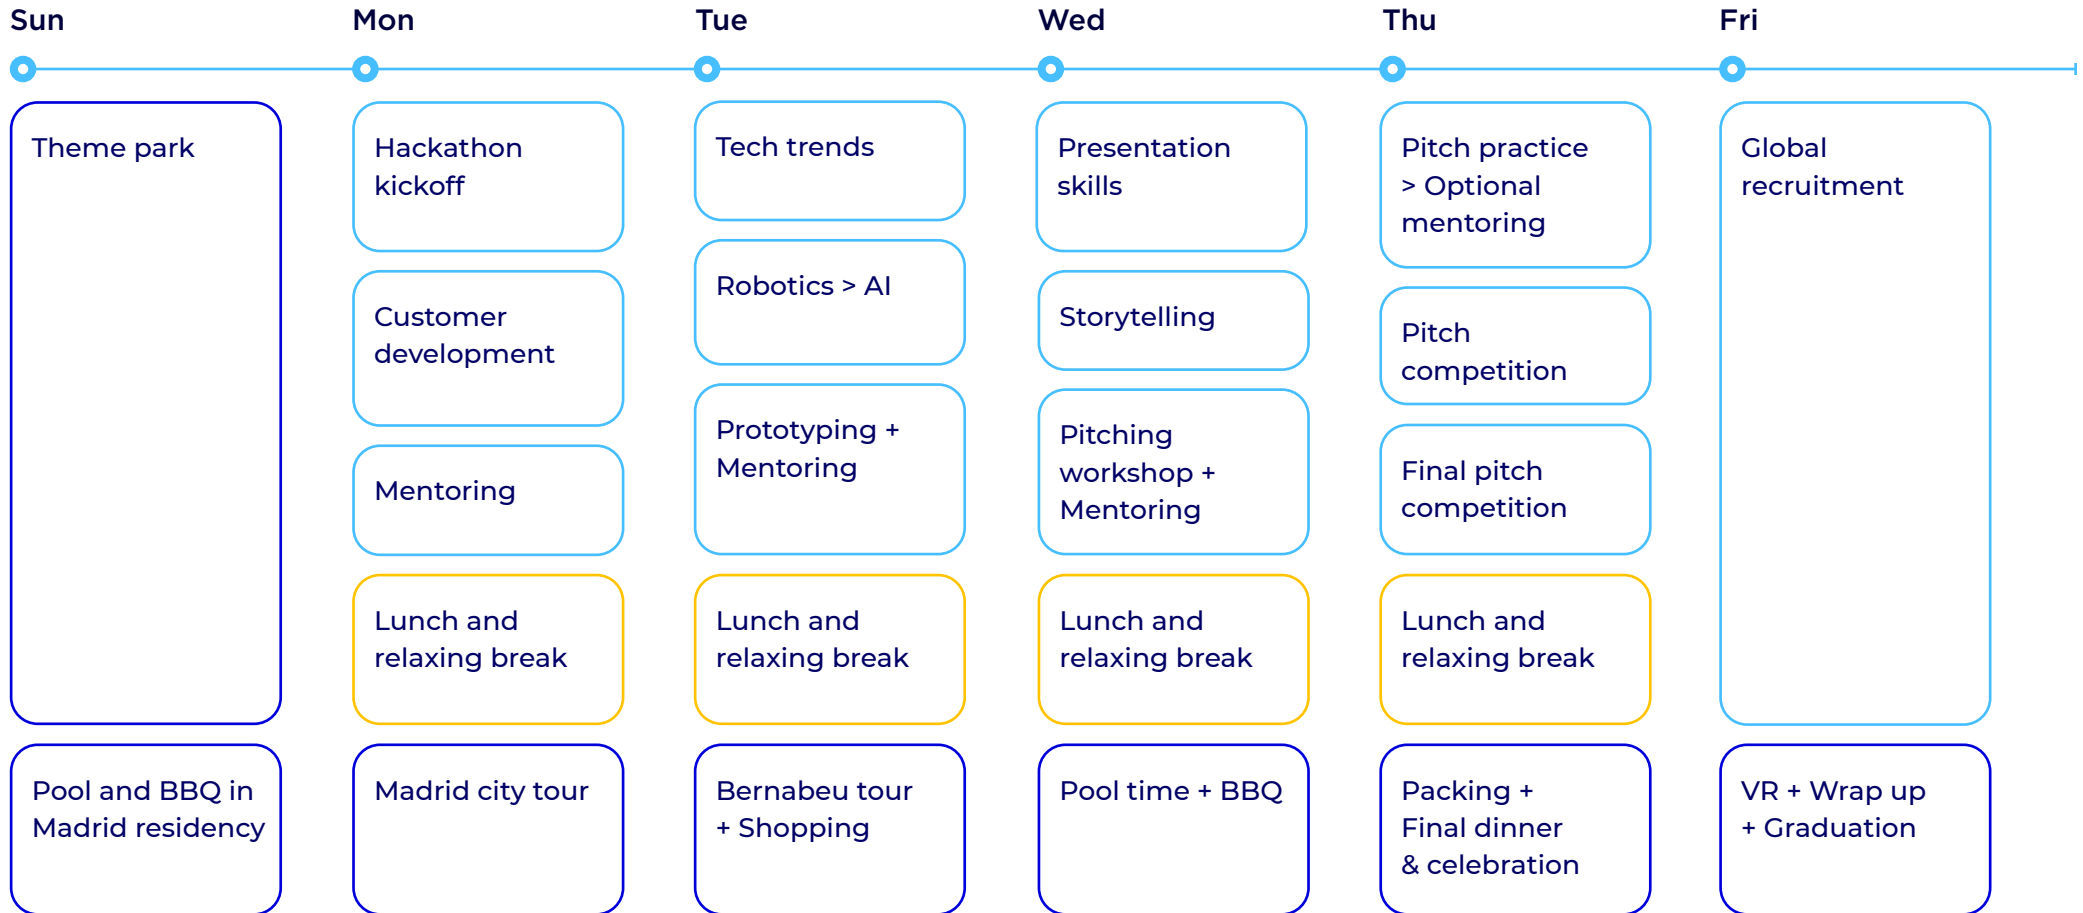 Sun
Theme park
Pool and BBQ in
Madrid residency
Mon
Hackathon
kickoff
Customer
development
Mentoring
Lunch and
relaxing break
Madrid city tour
Tue
Tech trends
Robotics > AI
Prototyping +
Mentoring
Lunch and
relaxing break
Bernabeu tour
+ Shopping
Wed
Presentation
skills
Storytelling
Pitching
workshop +
Mentoring
Lunch and
relaxing break
Pool time + BBQ
Thu
Pitch practice
> Optional
mentoring
Pitch
competition
Final pitch
competition
Lunch and
relaxing break
Packing +
Final dinner
& celebration
Fri
Global
recruitment
VR + Wrap up
+ Graduation